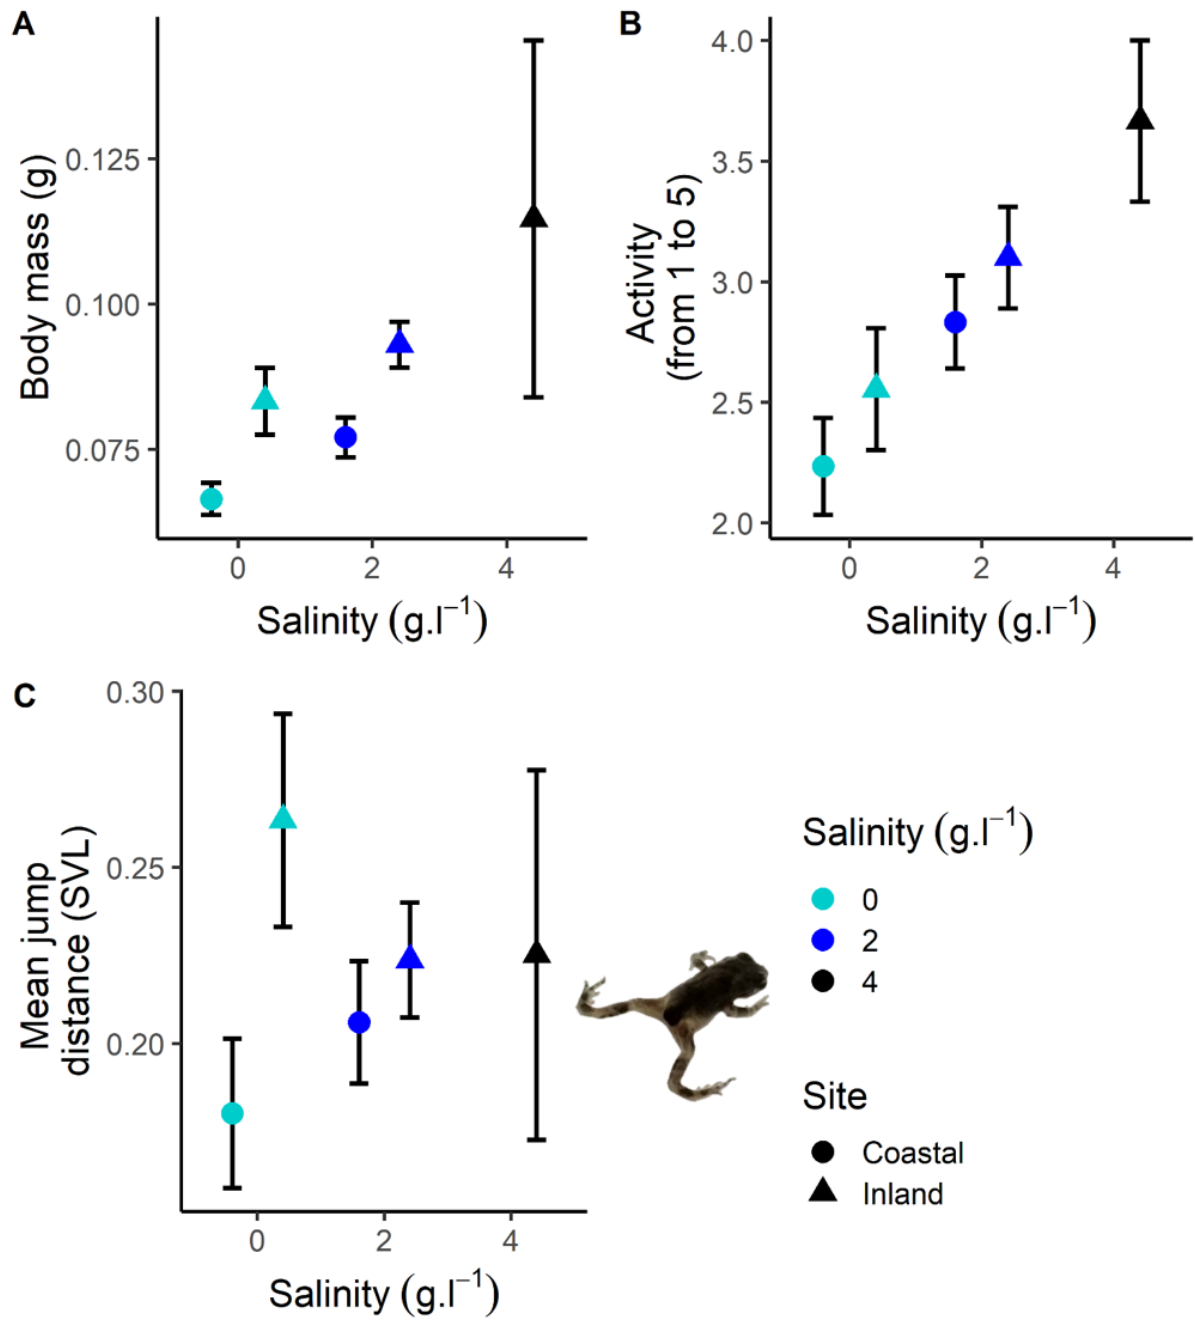 A
Body mass (g)
0.125
0.100
0.075
0 2 4
Salinity (g.l⁻¹)
B
Activity
(from 1 to 5)
4.0
3.5
3.0
2.5
2.0
0 2 4
Salinity (g.l⁻¹)
C
Mean jump
distance (SVL)
0.30
0.25
0.20
0 2 4
Salinity (g.l⁻¹)
Salinity (g.l⁻¹)
0
2
4
Site
Coastal
Inland